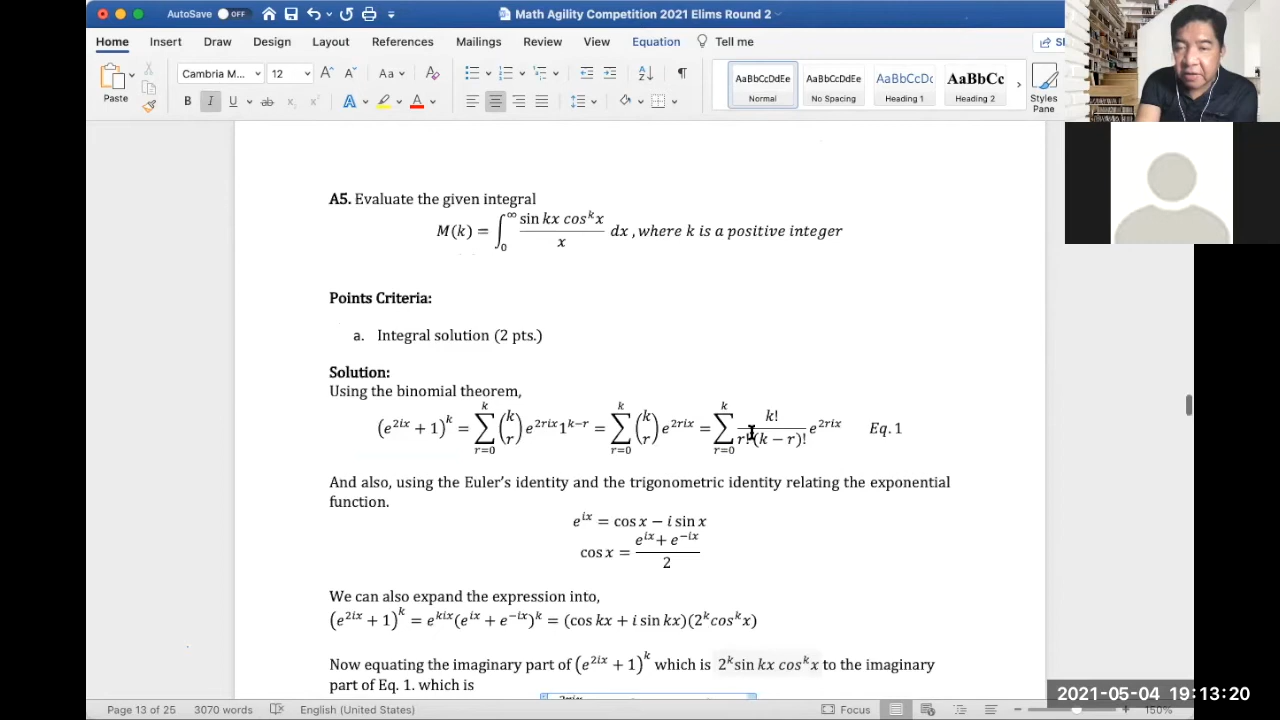 AutoSave OFF Math Agility Competition 2021 Elims Round 2
Home Insert Draw Design Layout References Mailings Review View Equation Tell me
Paste Cambria M... 12 Aa AaBbCcDdEe AaBbCcDdEe AaBbCcDc AaBbCc
B I U ab x₂ x² A A Normal No Spacing Heading 1 Heading 2 Styles Pane
A5. Evaluate the given integral
M(k) = ∫₀^∞ (sin kx cos^k x)/x dx , where k is a positive integer
Points Criteria:
a. Integral solution (2 pts.)
Solution:
Using the binomial theorem,
(e^{2ix} + 1)^k = ∑_{r=0}^{k} (k r) e^{2rix} 1^{k−r} = ∑_{r=0}^{k} (k r) e^{2rix} = ∑_{r=0}^{k} k!/(r!(k − r)!) e^{2rix} Eq. 1
And also, using the Euler's identity and the trigonometric identity relating the exponential
function.
e^{ix} = cos x − i sin x
cos x = (e^{ix} + e^{−ix})/2
We can also expand the expression into,
(e^{2ix} + 1)^k = e^{kix}(e^{ix} + e^{−ix})^k = (cos kx + i sin kx)(2^k cos^k x)
Now equating the imaginary part of (e^{2ix} + 1)^k which is 2^k sin kx cos^k x to the imaginary
part of Eq. 1. which is
2021-05-04 19:13:20
Page 13 of 25 3070 words English (United States) Focus 150%